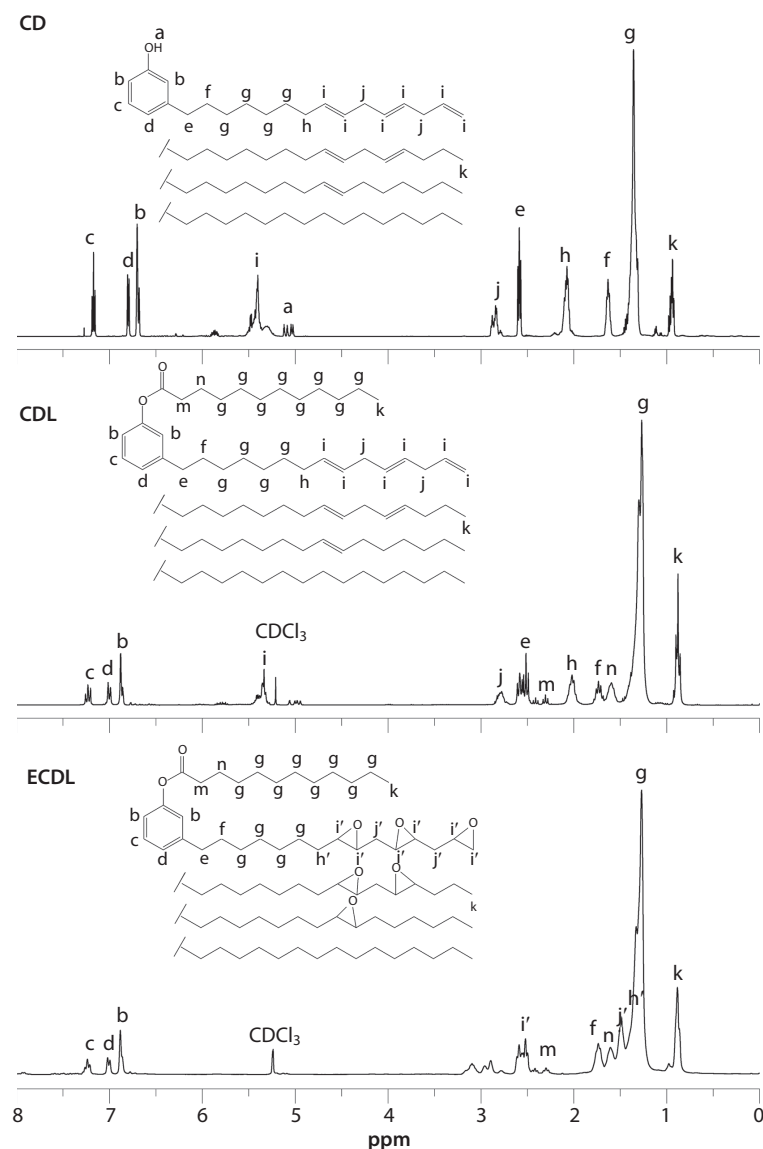 CD
a
OH
b b
f g g i j i
c
g g h i i j i
d e
k
g
c d b i a j e h f k
CDL
O
n g g g g
O m g g g g k
b b
f g g i j i
c
d e g g h i j i
k
g
c d b i CDCl3 j e m h f n k
ECDL
O
n g g g g
O m g g g g k
b b
f g g i′ O j′ O i′ i′ O
c
d e g g h′ i′ i′ j′ i′
O O
O
k
g
c d b CDCl3 i′ m f n j′ h k
8 7 6 5 4 3 2 1 0
ppm